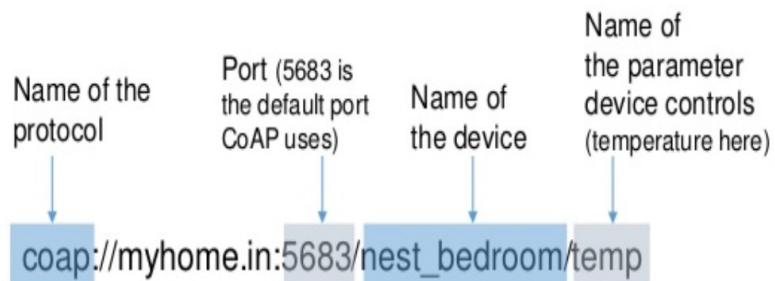 Name of the
protocol
Port (5683 is
the default port
CoAP uses)
Name of
the device
Name of
the parameter
device controls
(temperature here)
coap://myhome.in:5683/nest_bedroom/temp